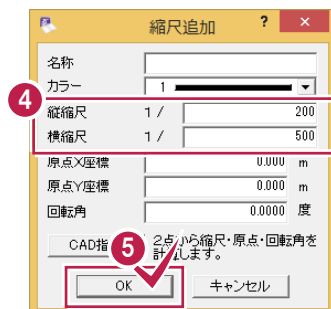 縮尺追加 ? ×
名称
カラー 1
4
縦縮尺 1 / 200
横縮尺 1 / 500
原点X座標 0.000 m
原点Y座標 0.000 m
回転角 0.0000 度
CAD指 2点から縮尺・原点・回転角を
計算します。
5
OK キャンセル